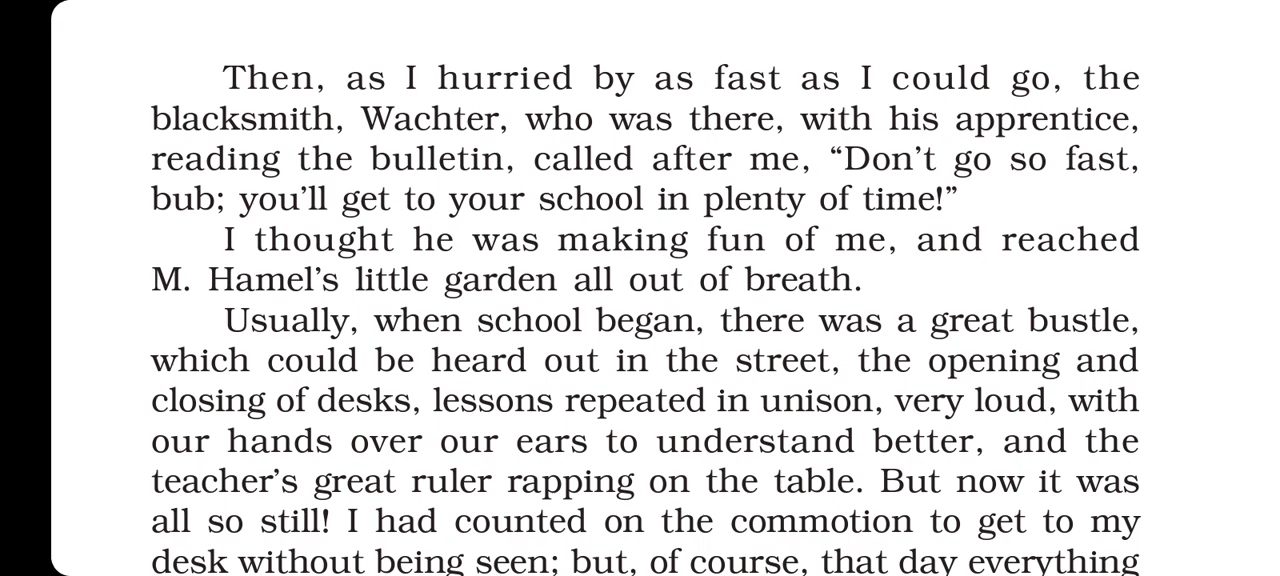 Then, as I hurried by as fast as I could go, the
blacksmith, Wachter, who was there, with his apprentice,
reading the bulletin, called after me, “Don’t go so fast,
bub; you’ll get to your school in plenty of time!”
I thought he was making fun of me, and reached
M. Hamel’s little garden all out of breath.
Usually, when school began, there was a great bustle,
which could be heard out in the street, the opening and
closing of desks, lessons repeated in unison, very loud, with
our hands over our ears to understand better, and the
teacher’s great ruler rapping on the table. But now it was
all so still! I had counted on the commotion to get to my
desk without being seen; but, of course, that day everything